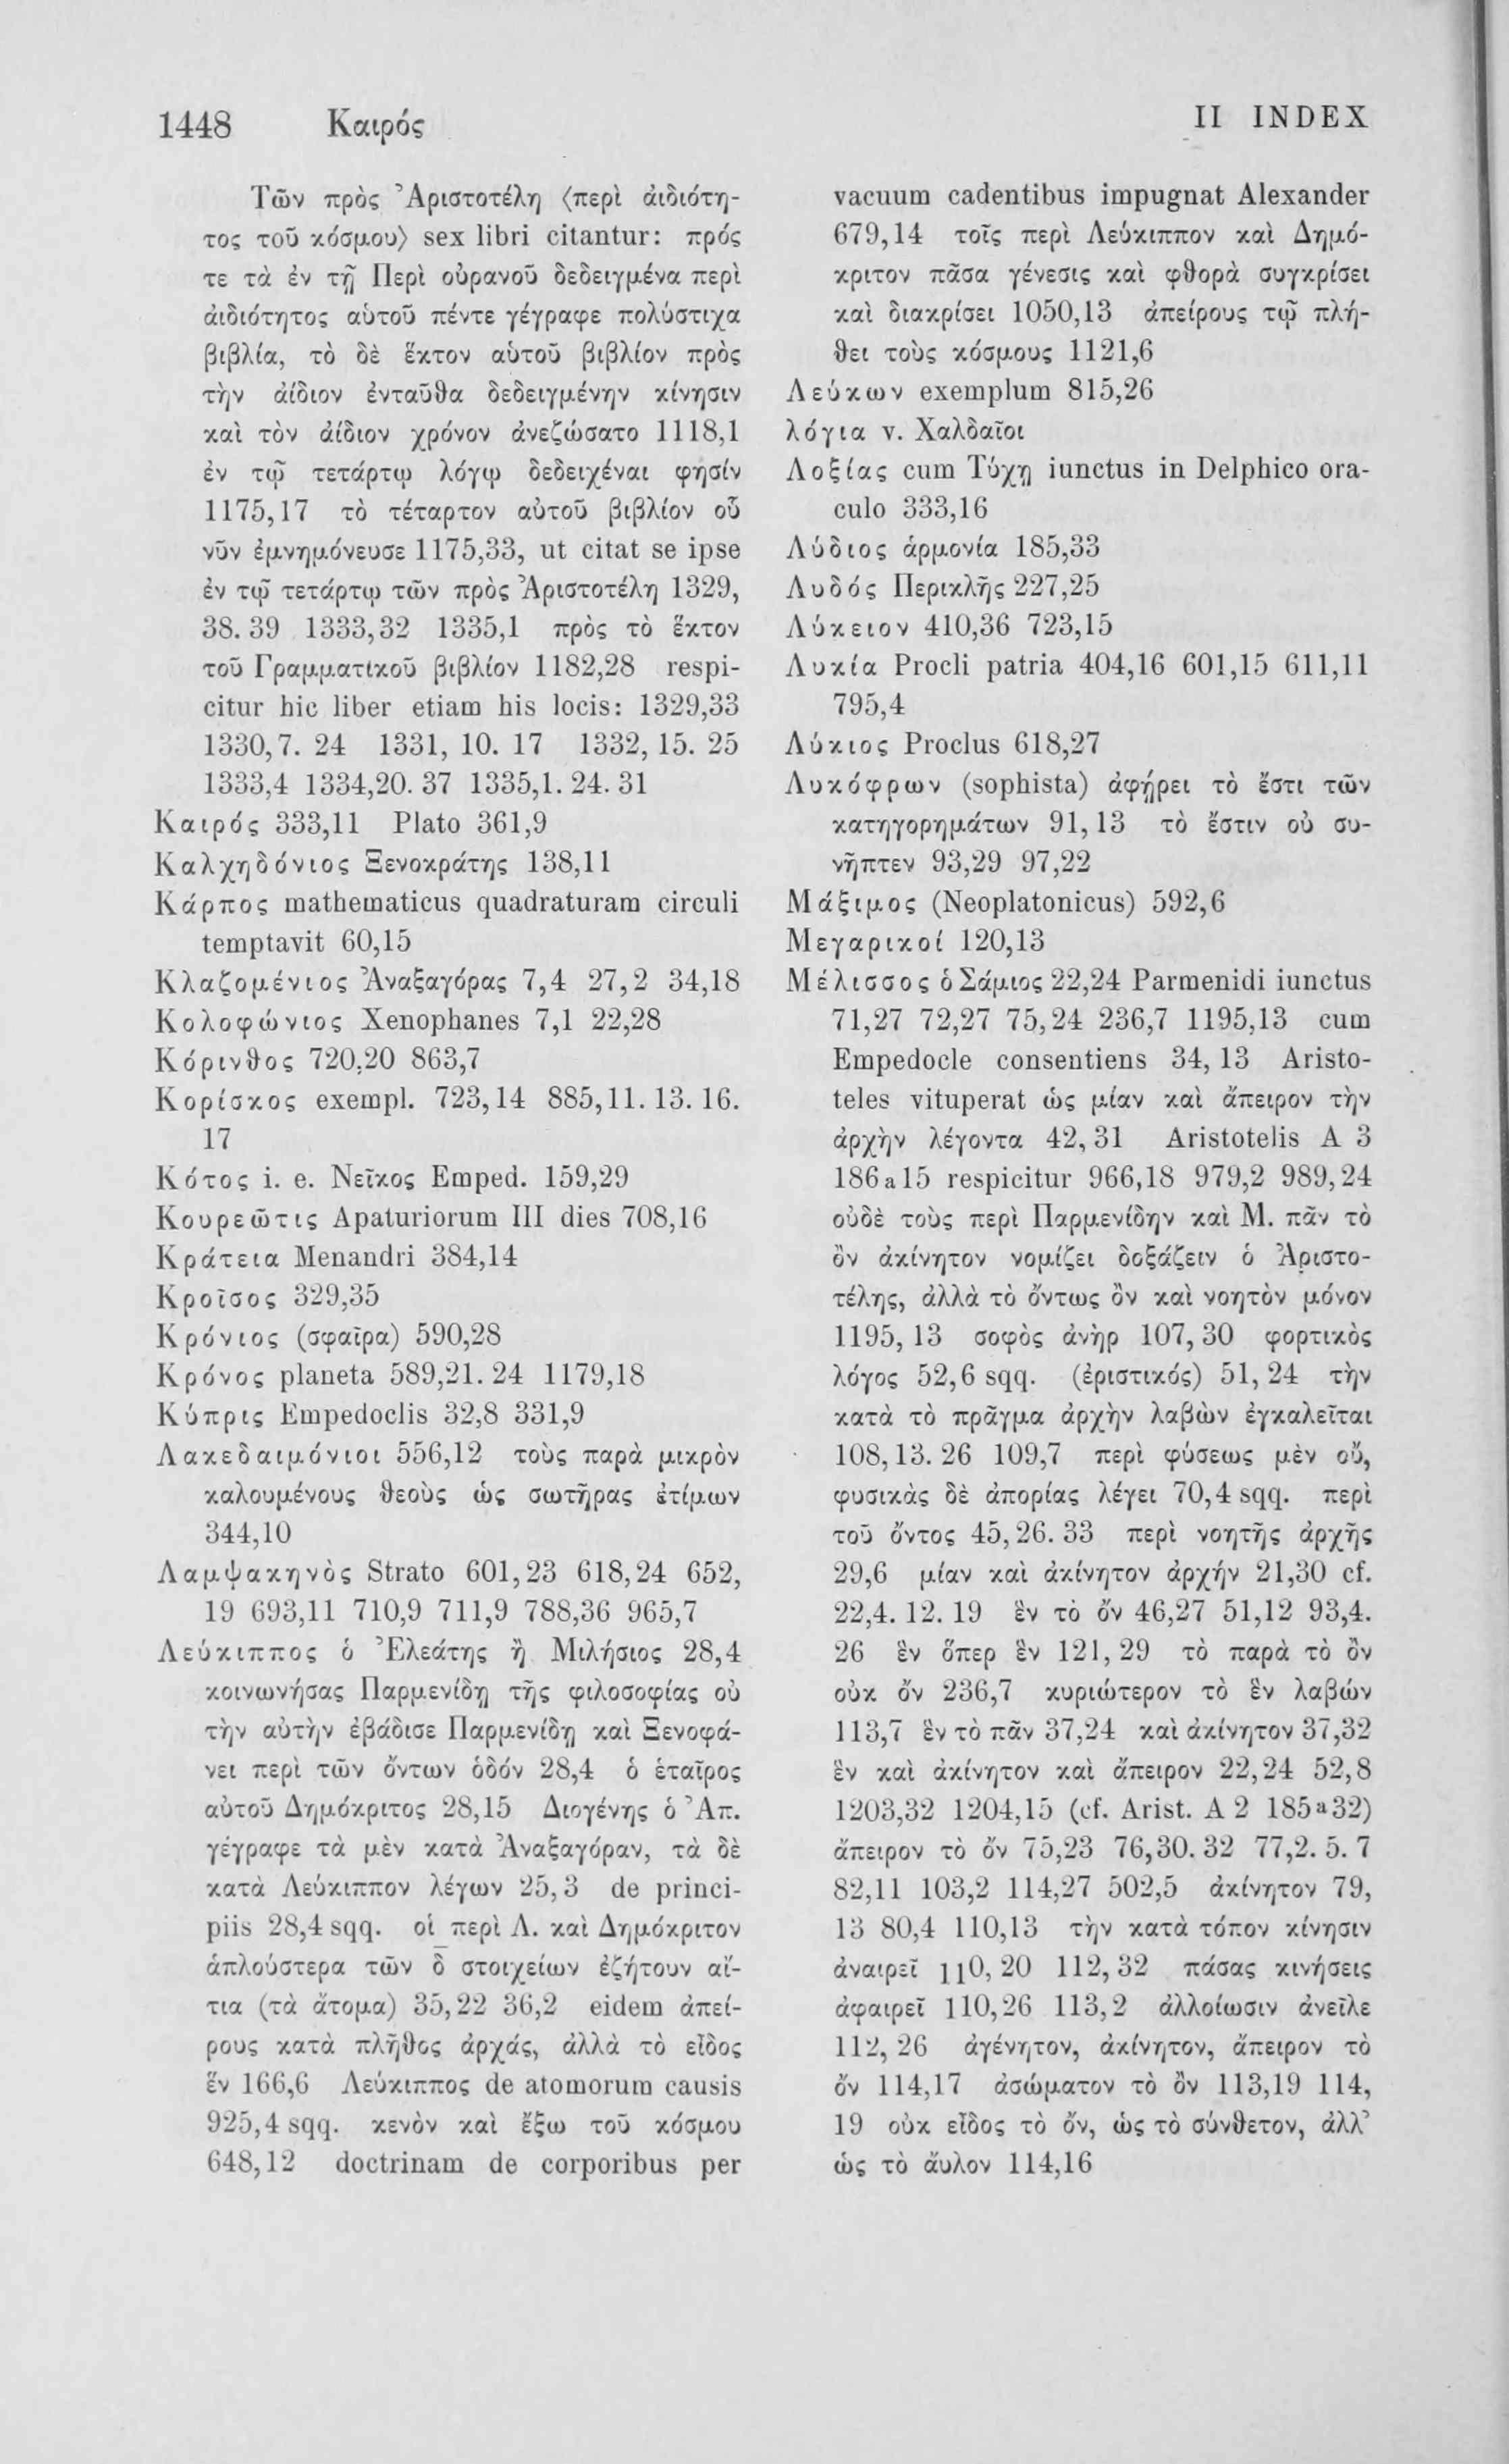 1448 Καιρός II INDEX
Τῶν πρὸς Ἀριστοτέλη ⟨περὶ ἀιδιότη-
τος τοῦ κόσμου⟩ sex libri citantur: πρός
τε τὰ ἐν τῇ Περὶ οὐρανοῦ δεδειγμένα περὶ
ἀιδιότητος αὐτοῦ πέντε γέγραφε πολύστιχα
βιβλία, τὸ δὲ ἕκτον αὐτοῦ βιβλίον πρὸς
τὴν ἀίδιον ἐνταῦθα δεδειγμένην κίνησιν
καὶ τὸν ἀίδιον χρόνον ἀνεζώσατο 1118,1
ἐν τῷ τετάρτῳ λόγῳ δεδειχέναι φησίν
1175,17 τὸ τέταρτον αὐτοῦ βιβλίον οὗ
νῦν ἐμνημόνευσε 1175,33, ut citat se ipse
ἐν τῷ τετάρτῳ τῶν πρὸς Ἀριστοτέλη 1329,
38. 39 1333,32 1335,1 πρὸς τὸ ἕκτον
τοῦ Γραμματικοῦ βιβλίον 1182,28 respi-
citur hic liber etiam his locis: 1329,33
1330,7. 24 1331, 10. 17 1332, 15. 25
1333,4 1334,20. 37 1335,1. 24. 31
Καιρός 333,11 Plato 361,9
Καλχηδόνιος Ξενοκράτης 138,11
Κάρπος mathematicus quadraturam circuli
temptavit 60,15
Κλαζομένιος Ἀναξαγόρας 7,4 27,2 34,18
Κολοφώνιος Xenophanes 7,1 22,28
Κόρινθος 720,20 863,7
Κορίσκος exempl. 723,14 885,11. 13. 16.
17
Κότος i. e. Νεῖκος Emped. 159,29
Κουρεῶτις Apaturiorum III dies 708,16
Κράτεια Menandri 384,14
Κροῖσος 329,35
Κρόνιος (σφαῖρα) 590,28
Κρόνος planeta 589,21. 24 1179,18
Κύπρις Empedoclis 32,8 331,9
Λακεδαιμόνιοι 556,12 τοὺς παρὰ μικρὸν
καλουμένους θεοὺς ὡς σωτῆρας ἐτίμων
344,10
Λαμψακηνὸς Strato 601,23 618,24 652,
19 693,11 710,9 711,9 788,36 965,7
Λεύκιππος ὁ Ἐλεάτης ἢ Μιλήσιος 28,4
κοινωνήσας Παρμενίδῃ τῆς φιλοσοφίας οὐ
τὴν αὐτὴν ἐβάδισε Παρμενίδῃ καὶ Ξενοφά-
νει περὶ τῶν ὄντων ὁδόν 28,4 ὁ ἑταῖρος
αὐτοῦ Δημόκριτος 28,15 Διογένης ὁ Ἀπ.
γέγραφε τὰ μὲν κατὰ Ἀναξαγόραν, τὰ δὲ
κατὰ Λεύκιππον λέγων 25,3 de princi-
piis 28,4 sqq. οἱ περὶ Λ. καὶ Δημόκριτον
ἁπλούστερα τῶν δ̄ στοιχείων ἐζήτουν αἴ-
τια (τὰ ἄτομα) 35,22 36,2 eidem ἀπεί-
ρους κατὰ πλῆθος ἀρχάς, ἀλλὰ τὸ εἶδος
ἕν 166,6 Λεύκιππος de atomorum causis
925,4 sqq. κενὸν καὶ ἔξω τοῦ κόσμου
648,12 doctrinam de corporibus per
vacuum cadentibus impugnat Alexander
679,14 τοῖς περὶ Λεύκιππον καὶ Δημό-
κριτον πᾶσα γένεσις καὶ φθορὰ συγκρίσει
καὶ διακρίσει 1050,13 ἀπείρους τῷ πλή-
θει τοὺς κόσμους 1121,6
Λεύκων exemplum 815,26
λόγια v. Χαλδαῖοι
Λοξίας cum Τύχῃ iunctus in Delphico ora-
culo 333,16
Λύδιος ἁρμονία 185,33
Λυδός Περικλῆς 227,25
Λύκειον 410,36 723,15
Λυκία Procli patria 404,16 601,15 611,11
795,4
Λύκιος Proclus 618,27
Λυκόφρων (sophista) ἀφῄρει τὸ ἔστι τῶν
κατηγορημάτων 91,13 τὸ ἔστιν οὐ συ-
νῆπτεν 93,29 97,22
Μάξιμος (Neoplatonicus) 592,6
Μεγαρικοί 120,13
Μέλισσος ὁ Σάμιος 22,24 Parmenidi iunctus
71,27 72,27 75,24 236,7 1195,13 cum
Empedocle consentiens 34, 13 Aristo-
teles vituperat ὡς μίαν καὶ ἄπειρον τὴν
ἀρχὴν λέγοντα 42, 31 Aristotelis A 3
186a15 respicitur 966,18 979,2 989,24
οὐδὲ τοὺς περὶ Παρμενίδην καὶ Μ. πᾶν τὸ
ὂν ἀκίνητον νομίζει δοξάζειν ὁ Ἀριστο-
τέλης, ἀλλὰ τὸ ὄντως ὂν καὶ νοητὸν μόνον
1195, 13 σοφὸς ἀνὴρ 107, 30 φορτικὸς
λόγος 52,6 sqq. (ἐριστικός) 51, 24 τὴν
κατὰ τὸ πρᾶγμα ἀρχὴν λαβὼν ἐγκαλεῖται
108,13. 26 109,7 περὶ φύσεως μὲν οὔ,
φυσικὰς δὲ ἀπορίας λέγει 70,4 sqq. περὶ
τοῦ ὄντος 45,26. 33 περὶ νοητῆς ἀρχῆς
29,6 μίαν καὶ ἀκίνητον ἀρχήν 21,30 cf.
22,4. 12. 19 ἓν τὸ ὄν 46,27 51,12 93,4.
26 ἓν ὅπερ ἓν 121, 29 τὸ παρὰ τὸ ὂν
οὐκ ὄν 236,7 κυριώτερον τὸ ἓν λαβών
113,7 ἓν τὸ πᾶν 37,24 καὶ ἀκίνητον 37,32
ἓν καὶ ἀκίνητον καὶ ἄπειρον 22,24 52,8
1203,32 1204,15 (cf. Arist. A 2 185a32)
ἄπειρον τὸ ὄν 75,23 76,30. 32 77,2. 5. 7
82,11 103,2 114,27 502,5 ἀκίνητον 79,
13 80,4 110,13 τὴν κατὰ τόπον κίνησιν
ἀναιρεῖ 110, 20 112, 32 πάσας κινήσεις
ἀφαιρεῖ 110,26 113,2 ἀλλοίωσιν ἀνεῖλε
112, 26 ἀγένητον, ἀκίνητον, ἄπειρον τὸ
ὄν 114,17 ἀσώματον τὸ ὂν 113,19 114,
19 οὐκ εἶδος τὸ ὄν, ὡς τὸ σύνθετον, ἀλλ’
ὡς τὸ ἄυλον 114,16